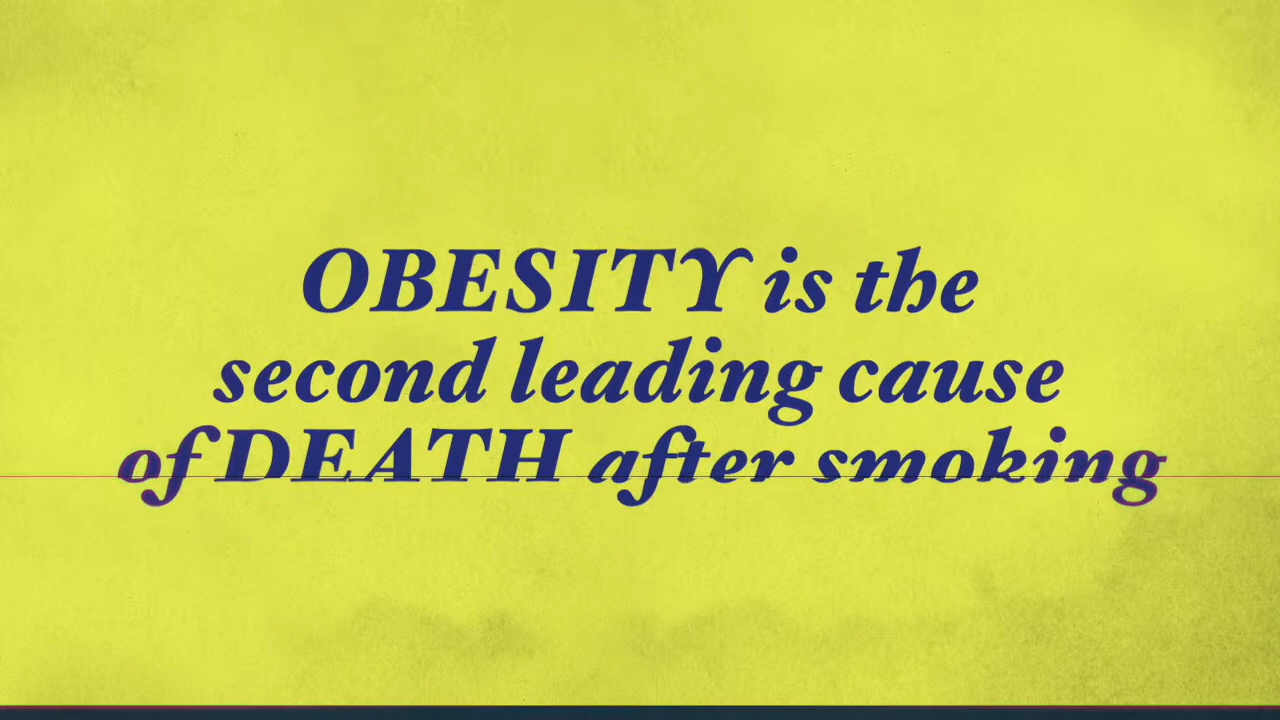 OBESITY is the
second leading cause
of DEATH after smoking